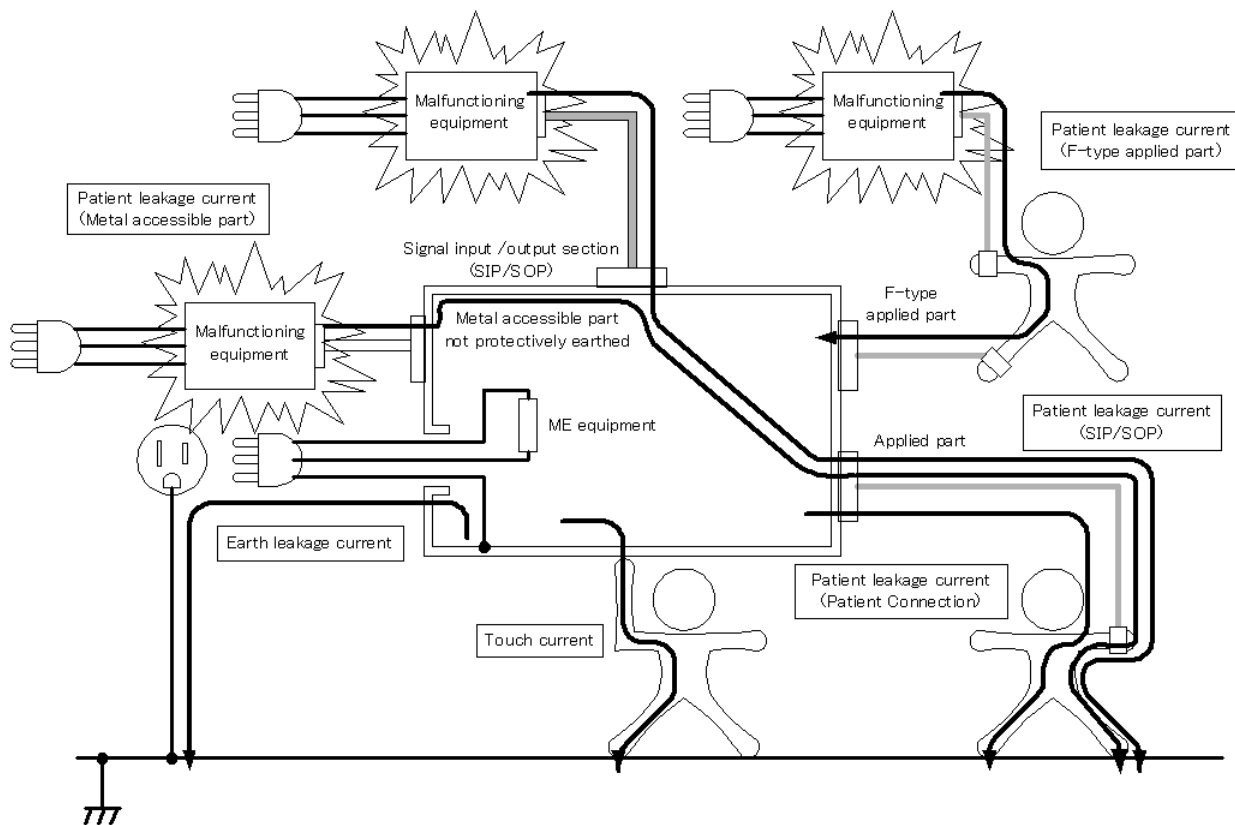 Malfunctioning
equipment
Malfunctioning
equipment
Patient leakage current
(F-type applied part)
Patient leakage current
(Metal accessible part)
Signal input /output section
(SIP/SOP)
F-type
applied part
Malfunctioning
equipment
Metal accessible part
not protectively earthed
Patient leakage current
(SIP/SOP)
ME equipment
Applied part
Earth leakage current
Patient leakage current
(Patient Connection)
Touch current